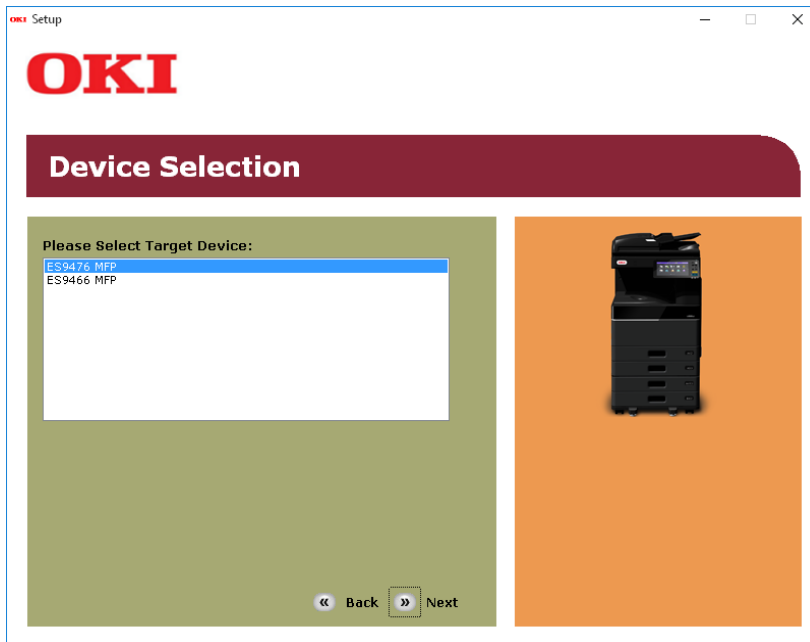 OKI Setup
OKI
Device Selection
Please Select Target Device:
ES9476 MFP
ES9466 MFP
Back
Next